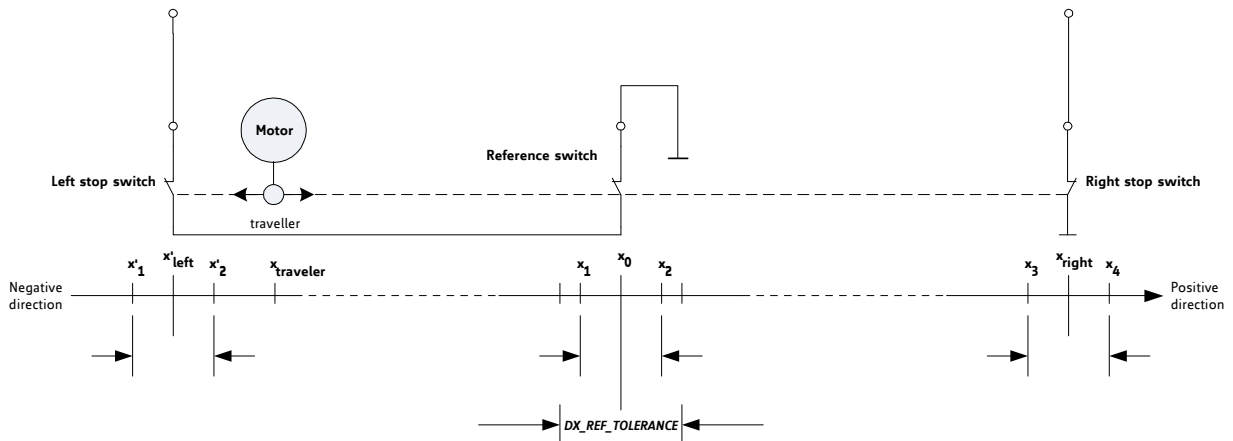 Motor
Reference switch
Left stop switch
Right stop switch
traveller
x'1
x'left
x'2
xtraveler
x1
x0
x2
x3
xright
x4
Negative
direction
Positive
direction
DX_REF_TOLERANCE